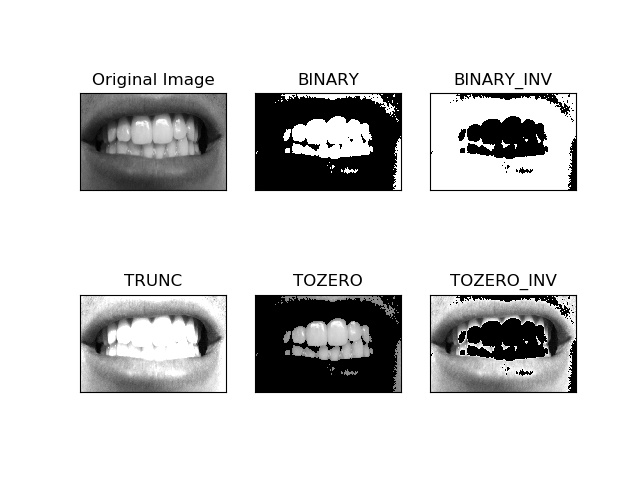 Original Image
BINARY
BINARY_INV
TRUNC
TOZERO
TOZERO_INV